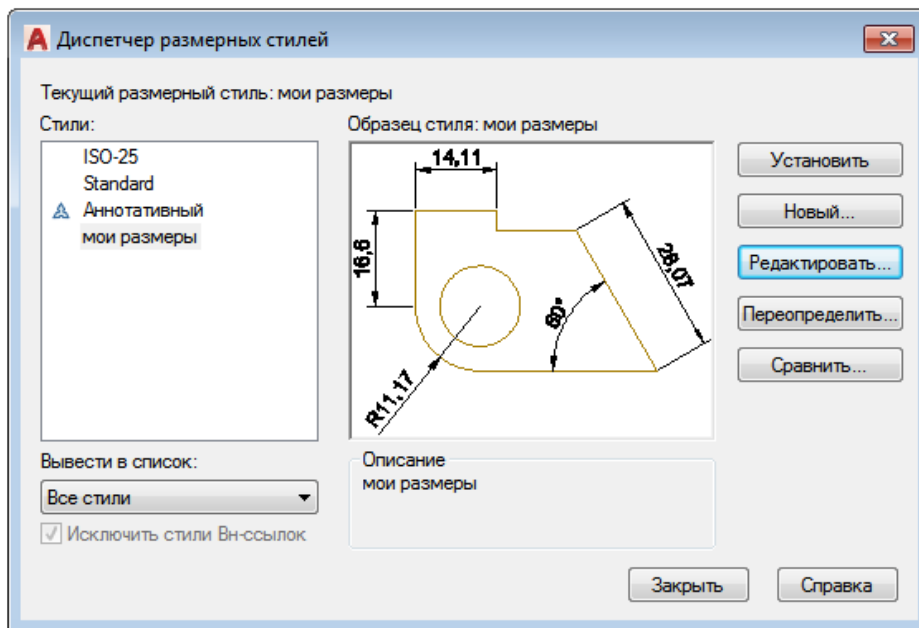 Диспетчер размерных стилей
Текущий размерный стиль: мои размеры
Стили:
ISO-25
Standard
Аннотативный
мои размеры
Образец стиля: мои размеры
14,11
16,6
28,07
60°
R11,17
Установить
Новый...
Редактировать...
Переопределить...
Сравнить...
Вывести в список:
Все стили
Исключить стили Вн-ссылок
Описание
мои размеры
Закрыть
Справка